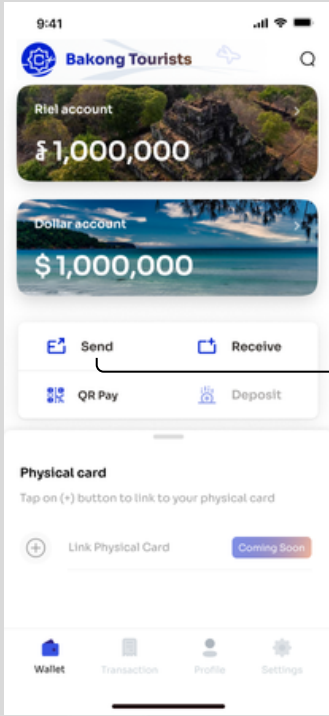 9:41
Bakong Tourists
Riel account
៛1,000,000
Dollar account
$1,000,000
Send
Receive
QR Pay
Deposit
Physical card
Tap on (+) button to link to your physical card
Link Physical Card
Coming Soon
Wallet
Transaction
Profile
Settings